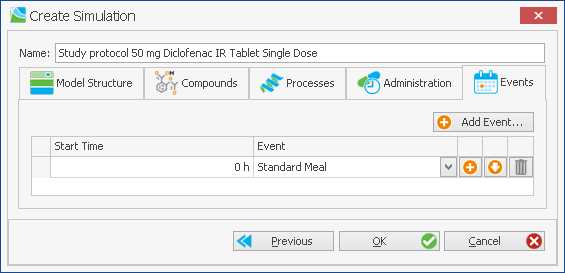 Create Simulation
Name: Study protocol 50 mg Diclofenac IR Tablet Single Dose
Model Structure Compounds Processes Administration Events
Add Event...
Start Time Event
0 h Standard Meal
Previous OK Cancel